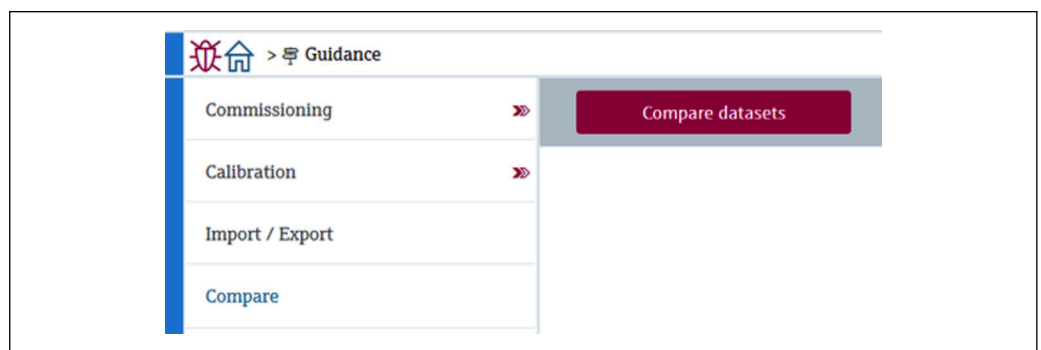 > Guidance
Commissioning
Compare datasets
Calibration
Import / Export
Compare